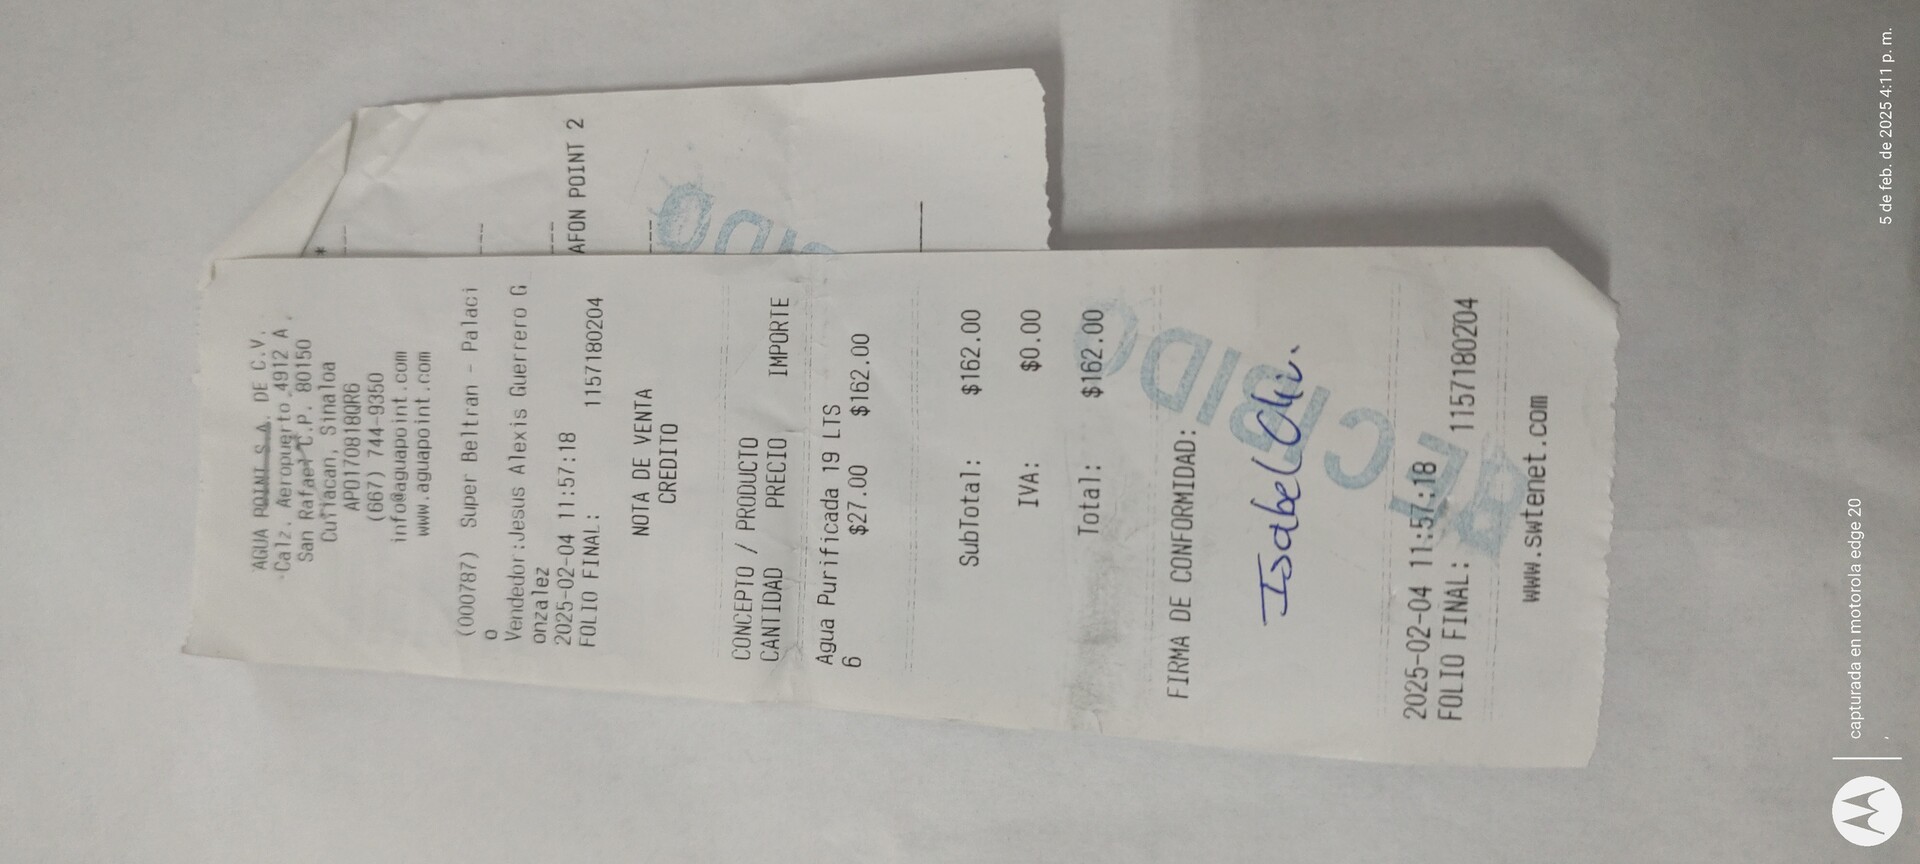 AGUA POINT S.A. DE C.V.
Calz. Aeropuerto 4912 A,
San Rafael C.P. 80150
Culiacan, Sinaloa
APO170818QR6
(667) 744-9350
info@aguapoint.com
www.aguapoint.com
(000787) Super Beltran - Palaci
o
Vendedor:Jesus Alexis Guerrero G
onzalez
2025-02-04 11:57:18
FOLIO FINAL: 1157180204
NOTA DE VENTA
CREDITO
CONCEPTO / PRODUCTO
CANTIDAD / PRECIO IMPORTE
Agua Purificada 19 LTS
6 $27.00 $162.00
SubTotal: $162.00
IVA: $0.00
Total: $162.00
FIRMA DE CONFORMIDAD:
Isabel
RECIBIDO
2025-02-04 11:57:18
FOLIO FINAL: 1157180204
www.swtenet.com
*
AFON POINT 2
IDO
capturada en motorola edge 20
,
5 de feb. de 2025 4:11 p. m.